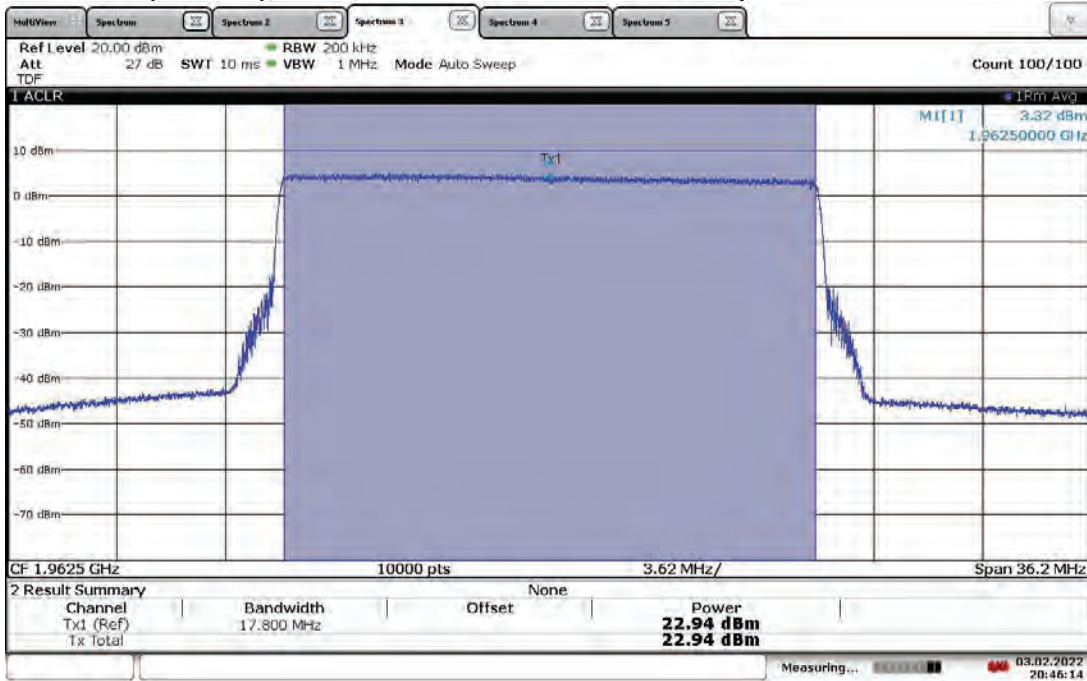 MultiView Spectrum Spectrum 2 Spectrum 3 Spectrum 4 Spectrum 5
Ref Level 20.00 dBm RBW 200 kHz
Att 27 dB SWT 10 ms VBW 1 MHz Mode Auto Sweep Count 100/100
TDF
1 ACLR 1Rm Avg
M1[1] 3.32 dBm
1.96250000 GHz
10 dBm
Tx1
0 dBm
-10 dBm
-20 dBm
-30 dBm
-40 dBm
-50 dBm
-60 dBm
-70 dBm
CF 1.9625 GHz 10000 pts 3.62 MHz/ Span 36.2 MHz
2 Result Summary None
Channel Bandwidth Offset Power
Tx1 (Ref) 17.800 MHz 22.94 dBm
Tx Total 22.94 dBm
Measuring... 03.02.2022
20:46:14